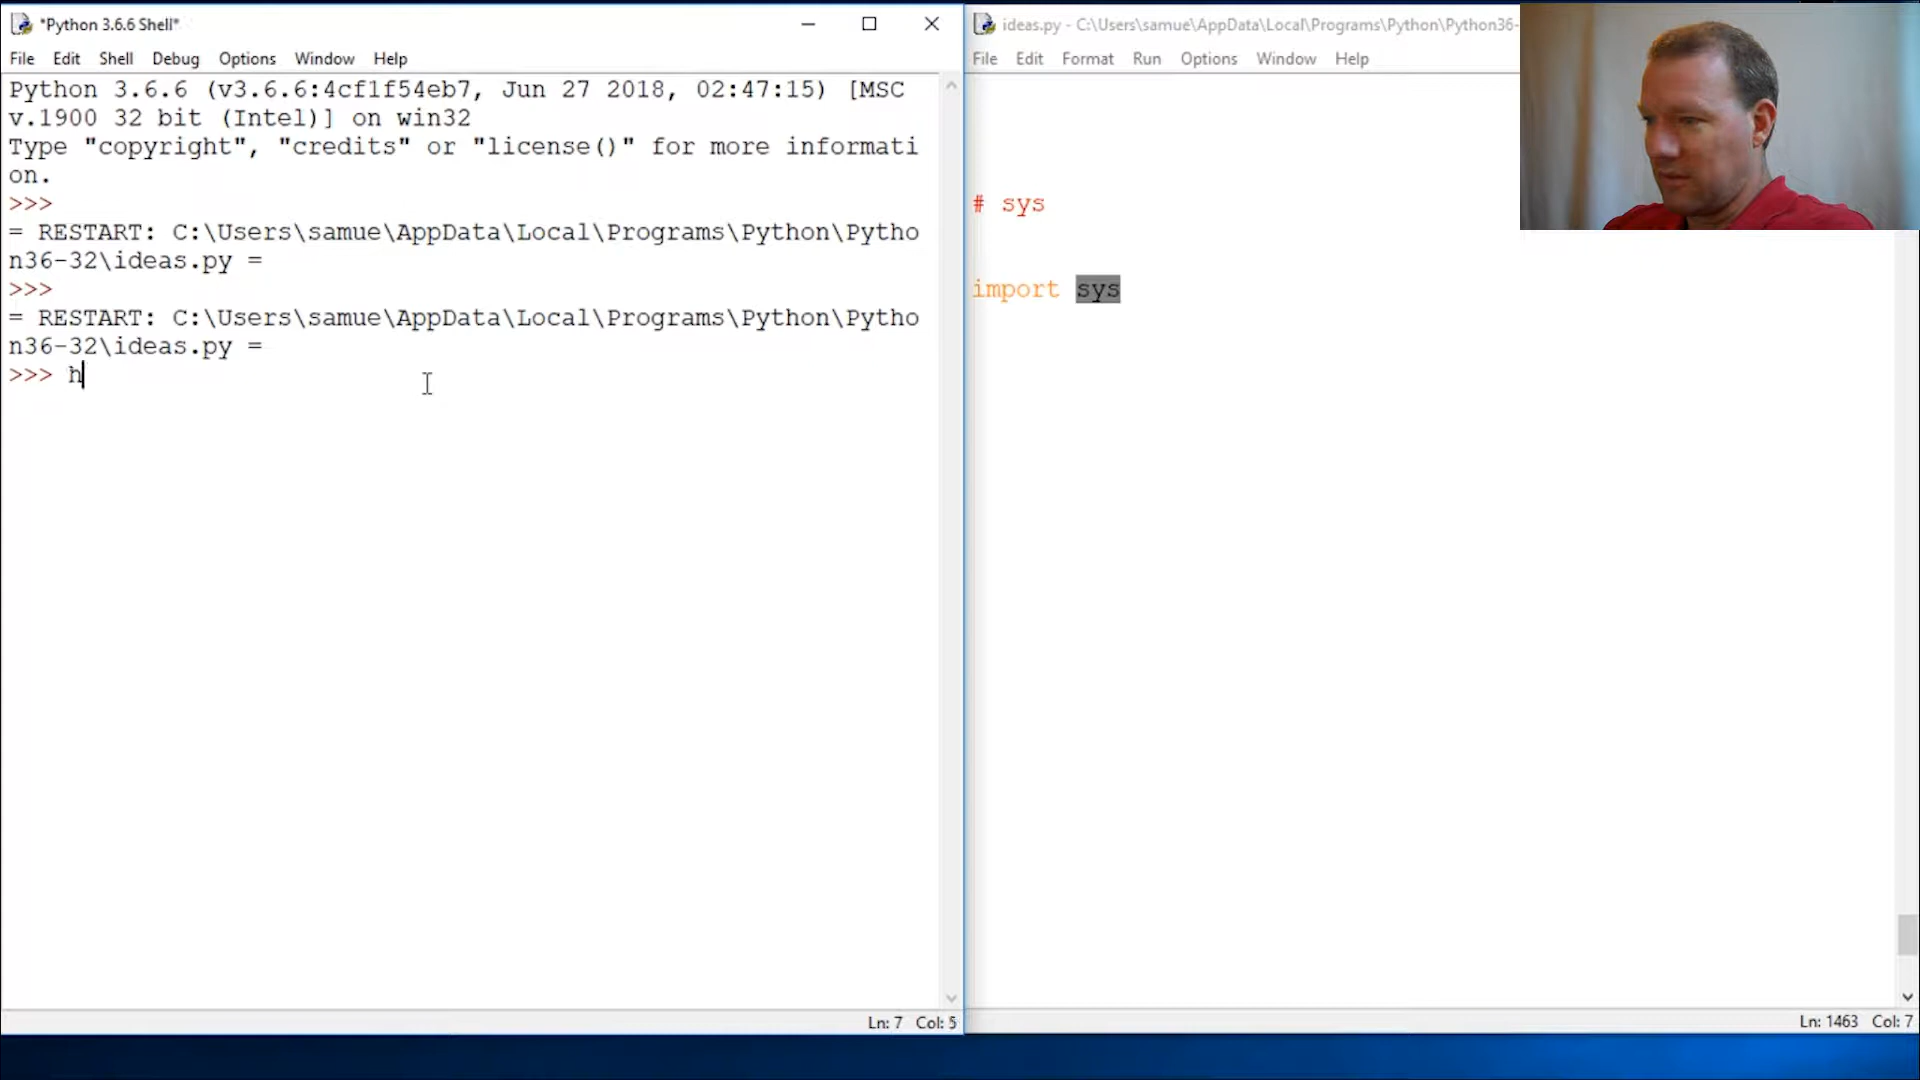 *Python 3.6.6 Shell*
File Edit Shell Debug Options Window Help
Python 3.6.6 (v3.6.6:4cf1f54eb7, Jun 27 2018, 02:47:15) [MSC
v.1900 32 bit (Intel)] on win32
Type "copyright", "credits" or "license()" for more informati
on.
>>>
= RESTART: C:\Users\samue\AppData\Local\Programs\Python\Pytho
n36-32\ideas.py =
>>>
= RESTART: C:\Users\samue\AppData\Local\Programs\Python\Pytho
n36-32\ideas.py =
>>> h
Ln: 7 Col: 5
ideas.py - C:\Users\samue\AppData\Local\Programs\Python\Python36-
File Edit Format Run Options Window Help
# sys
import sys
Ln: 1463 Col: 7